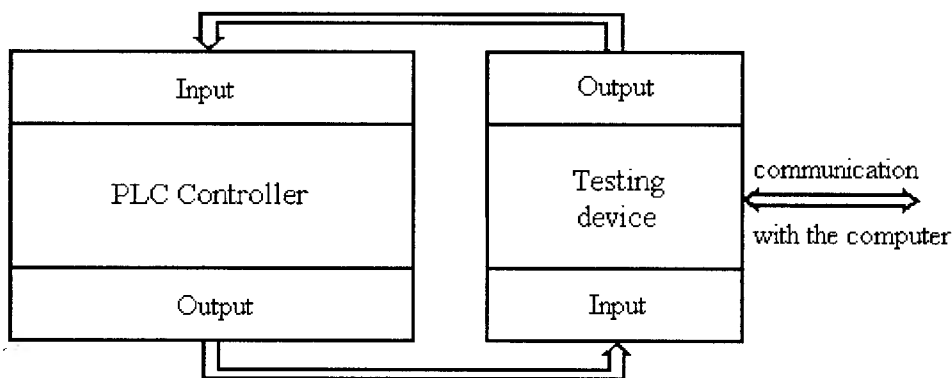 Input
PLC Controller
Output
Output
Testing
device
Input
communication
with the computer